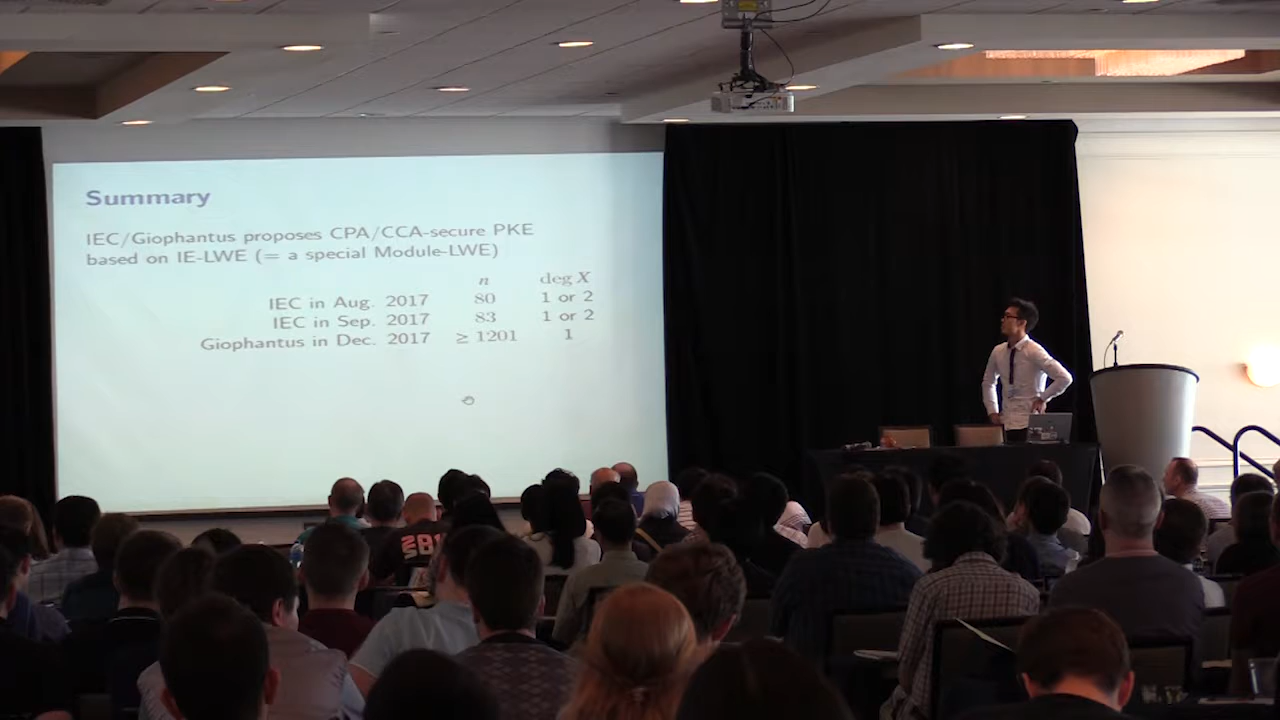 Summary
IEC/Giophantus proposes CPA/CCA-secure PKE
based on IE-LWE (= a special Module-LWE)
n deg X
IEC in Aug. 2017 80 1 or 2
IEC in Sep. 2017 83 1 or 2
Giophantus in Dec. 2017 ≥ 1201 1